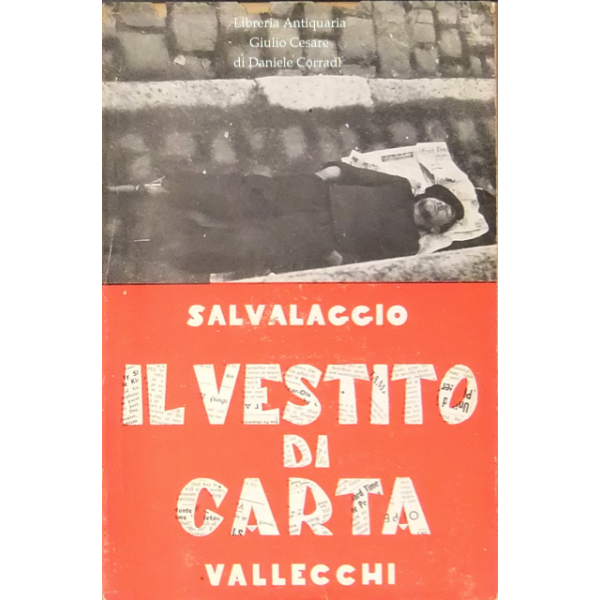 Libreria Antiquaria
Giulio Cesare
di Daniele Corradi
SALVALAGGIO
IL VESTITO
DI
CARTA
VALLECCHI